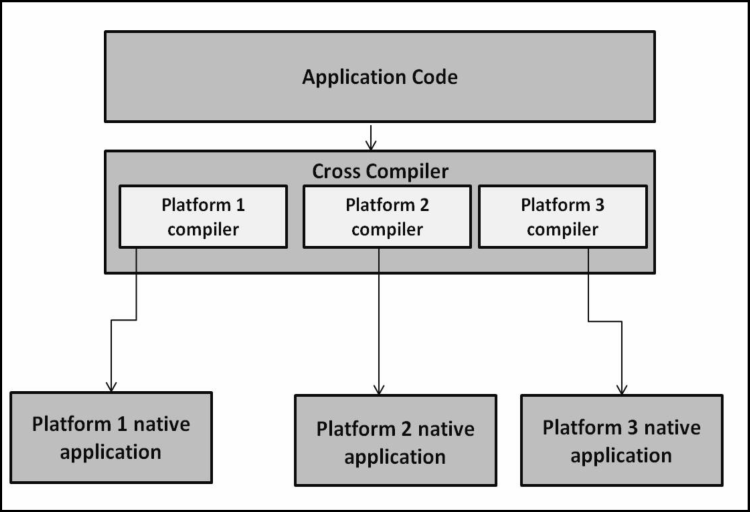 Application Code
Cross Compiler
Platform 1
compiler
Platform 2
compiler
Platform 3
compiler
Platform 1 native
application
Platform 2 native
application
Platform 3 native
application